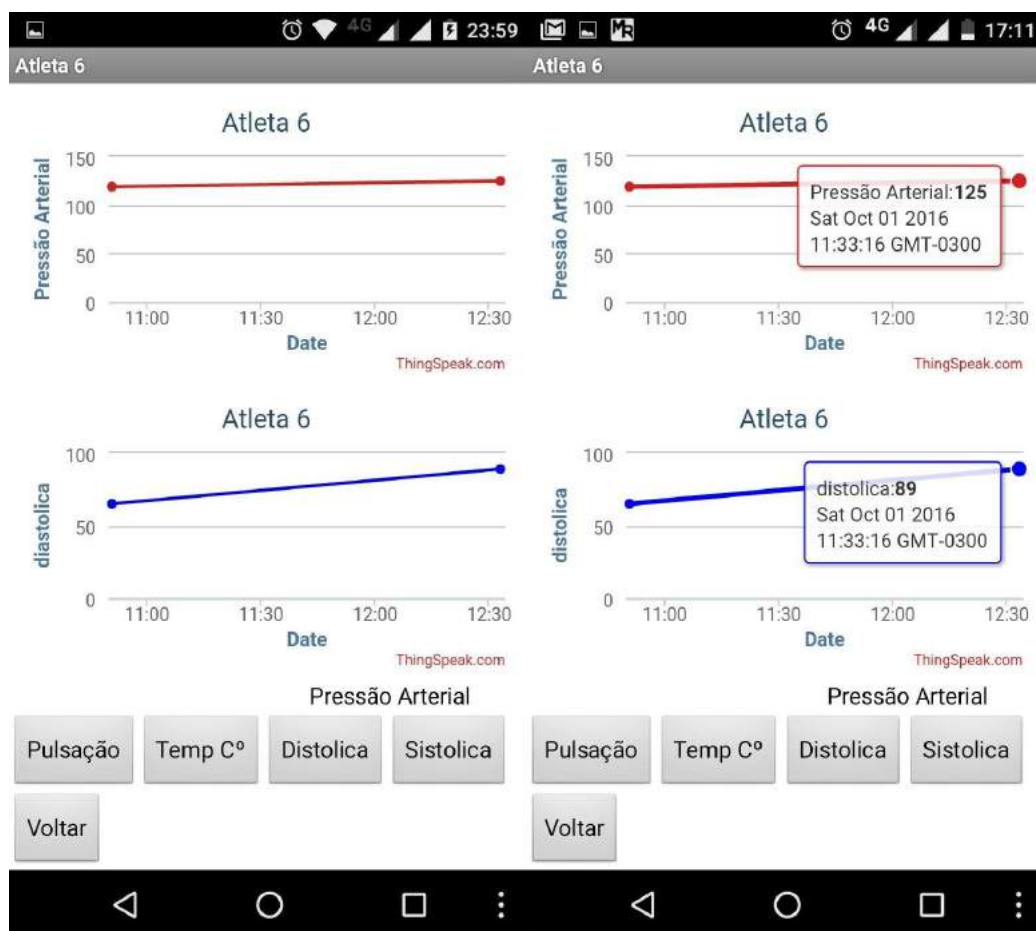 4G 23:59
Atleta 6
Atleta 6
Pressão Arterial
150
100
50
0
11:00 11:30 12:00 12:30
Date
ThingSpeak.com
Atleta 6
diastolica
100
50
0
11:00 11:30 12:00 12:30
Date
ThingSpeak.com
Pressão Arterial
Pulsação Temp Cº Distolica Sistolica
Voltar
MR 4G 17:11
Atleta 6
Atleta 6
Pressão Arterial
150
100
50
0
Pressão Arterial:125
Sat Oct 01 2016
11:33:16 GMT-0300
11:00 11:30 12:00 12:30
Date
ThingSpeak.com
Atleta 6
distolica
100
50
0
distolica:89
Sat Oct 01 2016
11:33:16 GMT-0300
11:00 11:30 12:00 12:30
Date
ThingSpeak.com
Pressão Arterial
Pulsação Temp Cº Distolica Sistolica
Voltar